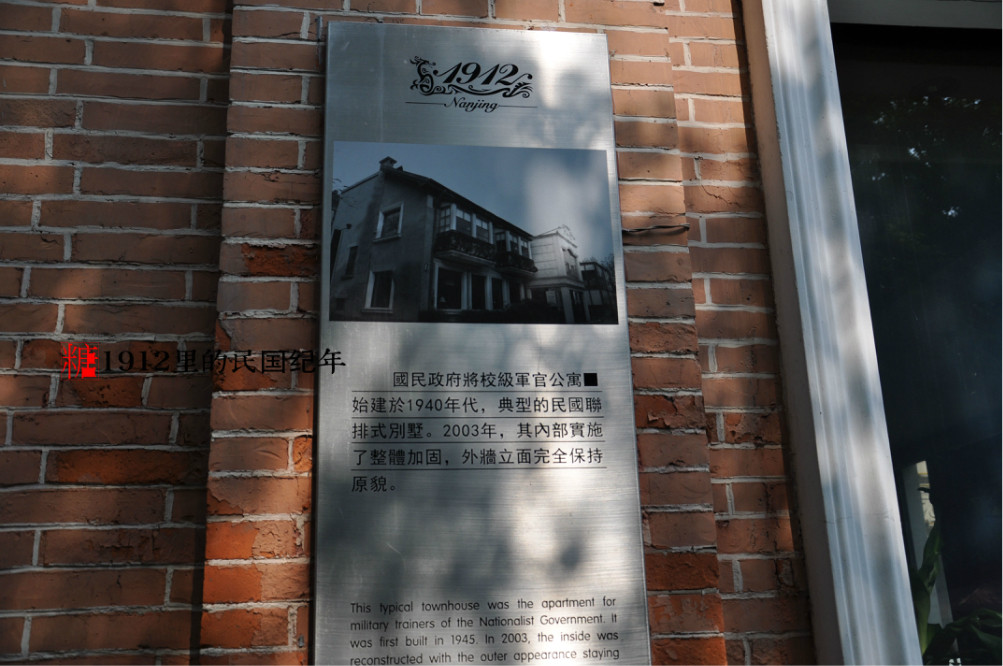 1912
Nanjing
糖1912里的民国纪年
國民政府將校級軍官公寓■
始建於1940年代，典型的民國聯
排式別墅。2003年，其內部實施
了整體加固，外牆立面完全保持
原貌。
This typical townhouse was the apartment for
military trainers of the Nationalist Government. It
was first built in 1945. In 2003, the inside was
reconstructed with the outer appearance staying